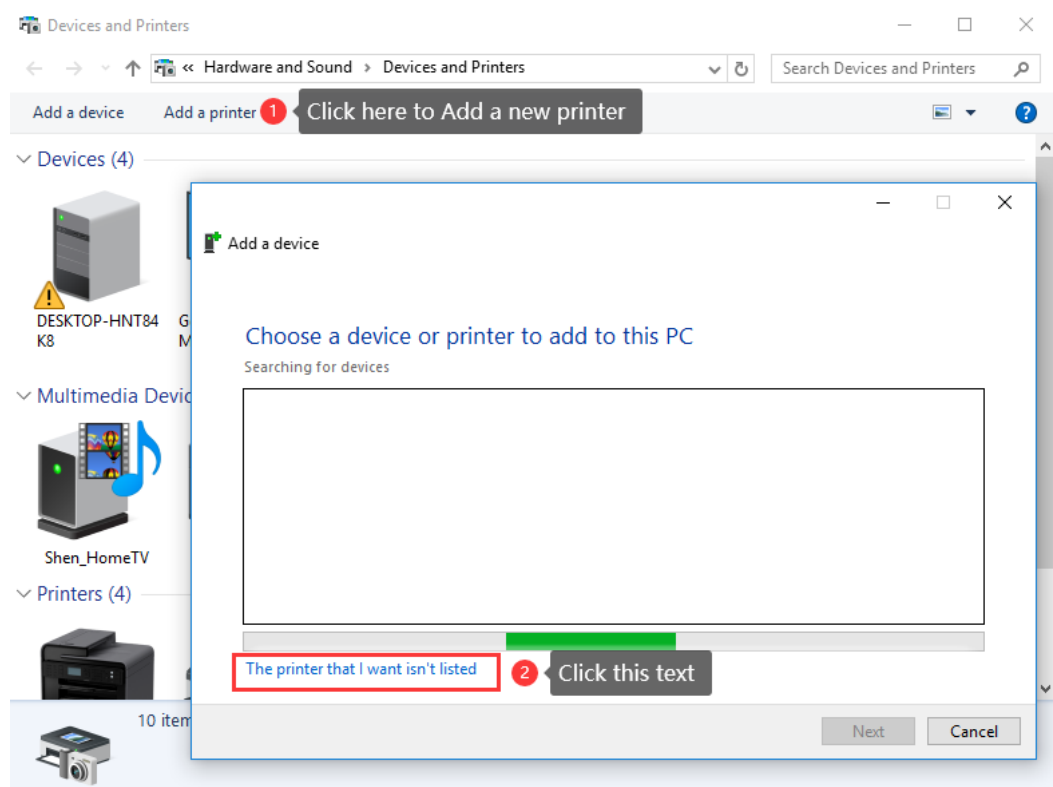 Devices and Printers
« Hardware and Sound > Devices and Printers
Search Devices and Printers
Add a device
Add a printer
1
Click here to Add a new printer
?
Devices (4)
DESKTOP-HNT84
K8
G
M
Add a device
Choose a device or printer to add to this PC
Searching for devices
Multimedia Devic
Shen_HomeTV
Printers (4)
The printer that I want isn't listed
2
Click this text
10 item
Next
Cancel